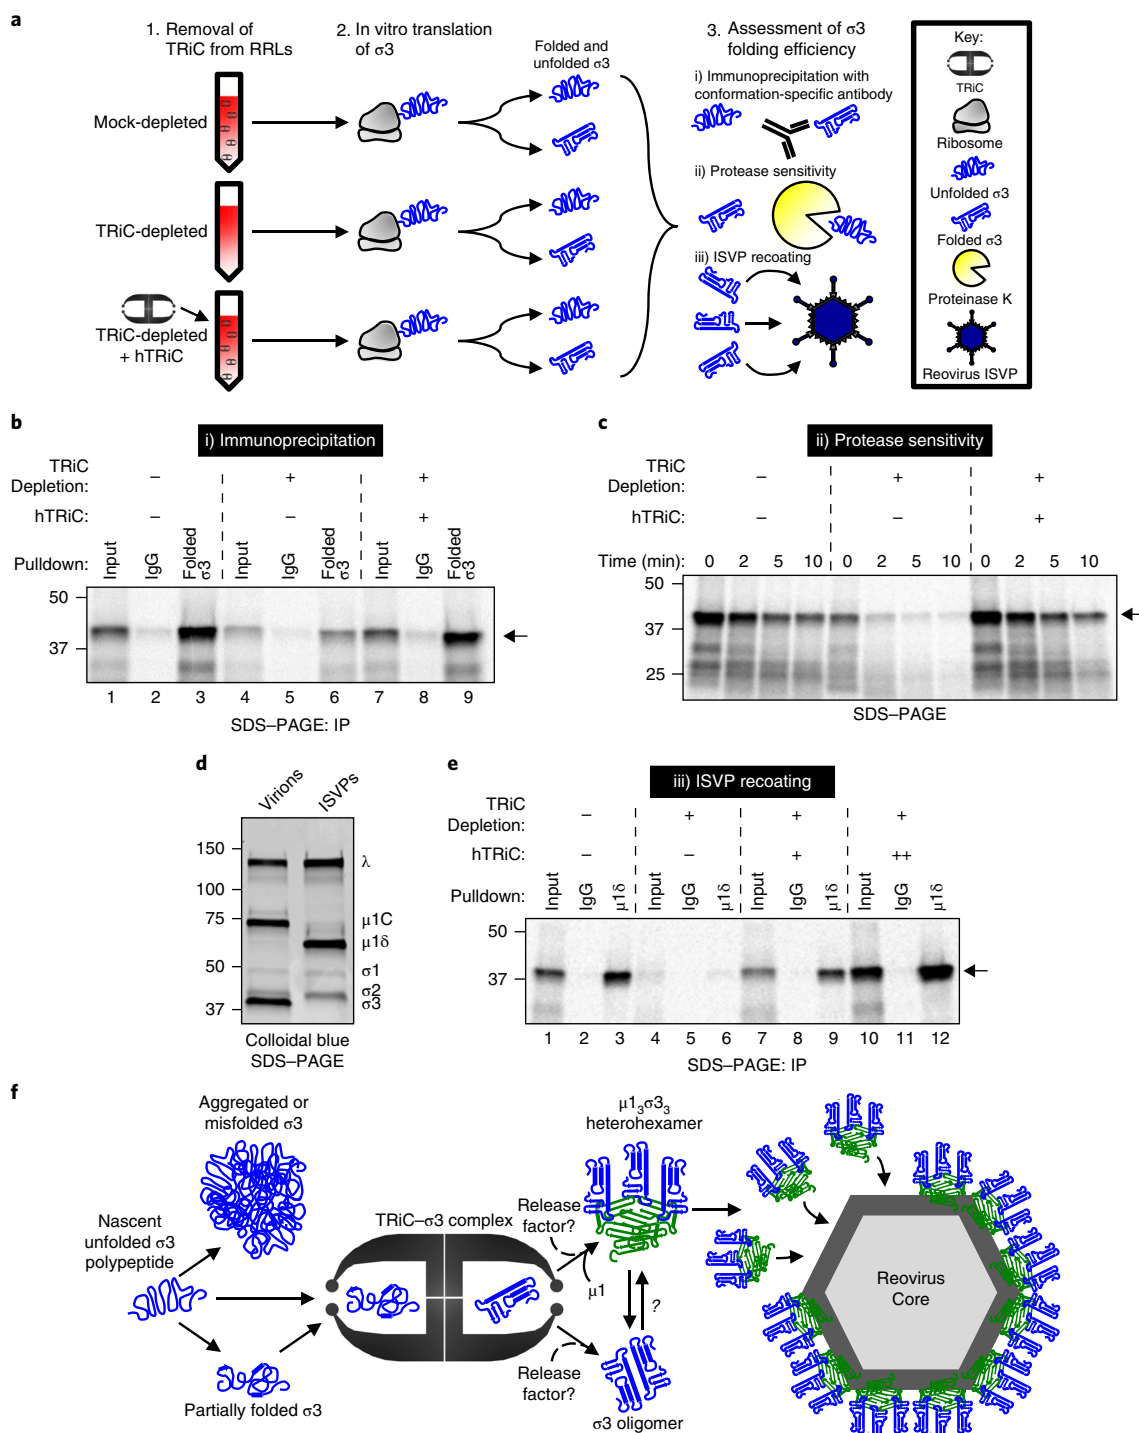 a
1. Removal of
TRiC from RRLs
2. In vitro translation
of σ3
Folded and
unfolded σ3
3. Assessment of σ3
folding efficiency
Mock-depleted
TRiC-depleted
TRiC-depleted
+ hTRiC
i) Immunoprecipitation with
conformation-specific antibody
ii) Protease sensitivity
iii) ISVP recoating
Key:
TRiC
Ribosome
Unfolded σ3
Folded σ3
Proteinase K
Reovirus ISVP
b
i) Immunoprecipitation
TRiC
Depletion:
– + +
hTRiC:
– – +
Pulldown:
Input IgG Folded σ3 Input IgG Folded σ3 Input IgG Folded σ3
50
37
1 2 3 4 5 6 7 8 9
SDS–PAGE: IP
c
ii) Protease sensitivity
TRiC
Depletion:
– + +
hTRiC:
– – +
Time (min): 0 2 5 10 0 2 5 10 0 2 5 10
50
37
25
SDS–PAGE
d
Virions ISVPs
150
100
75
50
37
λ
μ1C
μ1δ
σ1
σ2
σ3
Colloidal blue
SDS–PAGE
e
iii) ISVP recoating
TRiC
Depletion:
– + + +
hTRiC:
– – + ++
Pulldown:
Input IgG μ1δ Input IgG μ1δ Input IgG μ1δ Input IgG μ1δ
50
37
1 2 3 4 5 6 7 8 9 10 11 12
SDS–PAGE: IP
f
Aggregated or
misfolded σ3
Nascent
unfolded σ3
polypeptide
Partially folded σ3
TRiC–σ3 complex
μ1₃σ3₃
heterohexamer
Release
factor?
μ1
?
Release
factor?
σ3 oligomer
Reovirus
Core